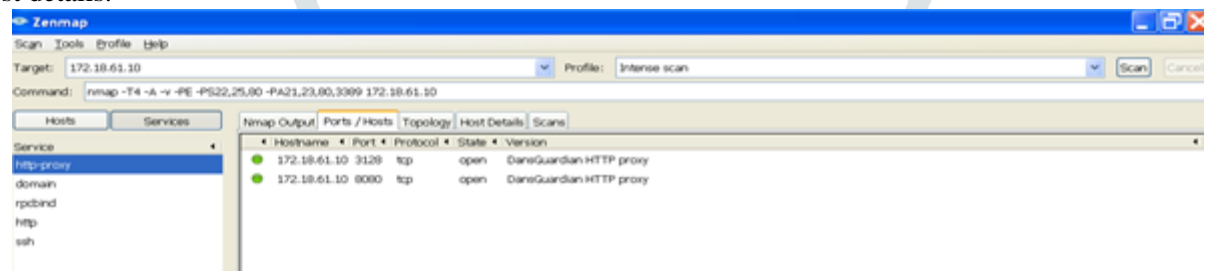 st details.
Zenmap
Scan Tools Profile Help
Target: 172.18.61.10 Profile: Intense scan Scan Cancel
Command: nmap -T4 -A -v -PE -PS22,25,80 -PA21,23,80,3389 172.18.61.10
Hosts Services Nmap Output Ports / Hosts Topology Host Details Scans
Service Hostname Port Protocol State Version
http-proxy 172.18.61.10 3128 tcp open DansGuardian HTTP proxy
domain 172.18.61.10 8080 tcp open DansGuardian HTTP proxy
rpcbind
http
ssh